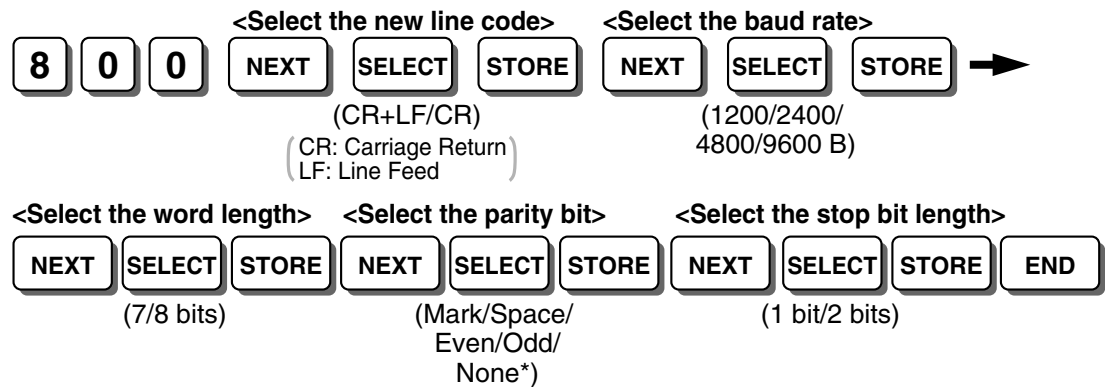 <Select the new line code> <Select the baud rate>
8 0 0 NEXT SELECT STORE NEXT SELECT STORE
(CR+LF/CR) (1200/2400/
4800/9600 B)
CR: Carriage Return
LF: Line Feed
<Select the word length> <Select the parity bit> <Select the stop bit length>
NEXT SELECT STORE NEXT SELECT STORE NEXT SELECT STORE END
(7/8 bits) (Mark/Space/ (1 bit/2 bits)
Even/Odd/
None*)